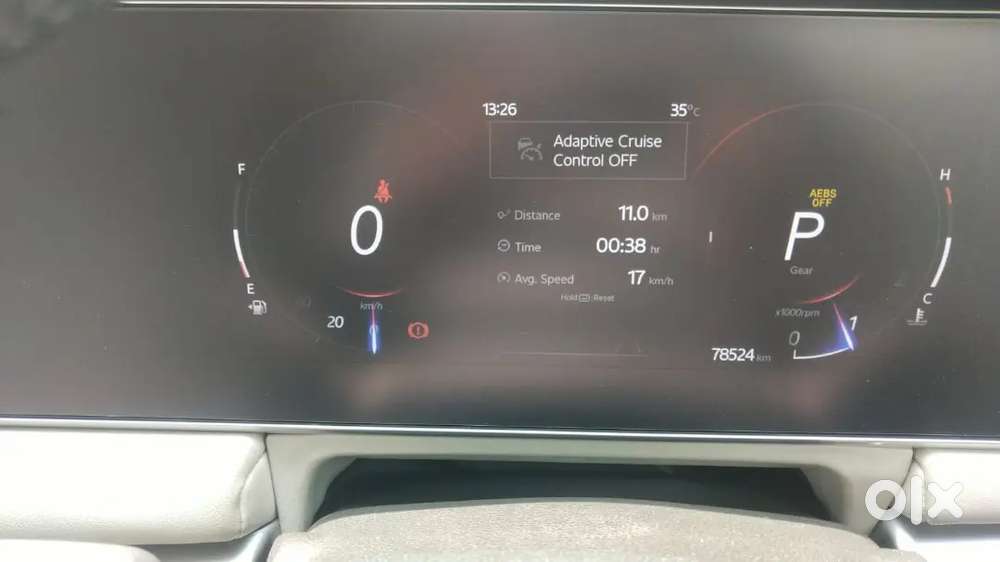 13:26
35°C
Adaptive Cruise
Control OFF
F
E
0
km/h
20
0
Distance 11.0 km
Time 00:38 hr
Avg. Speed 17 km/h
Hold Reset
AEBS
OFF
P
Gear
H
C
x1000rpm
0
1
78524 km
olx